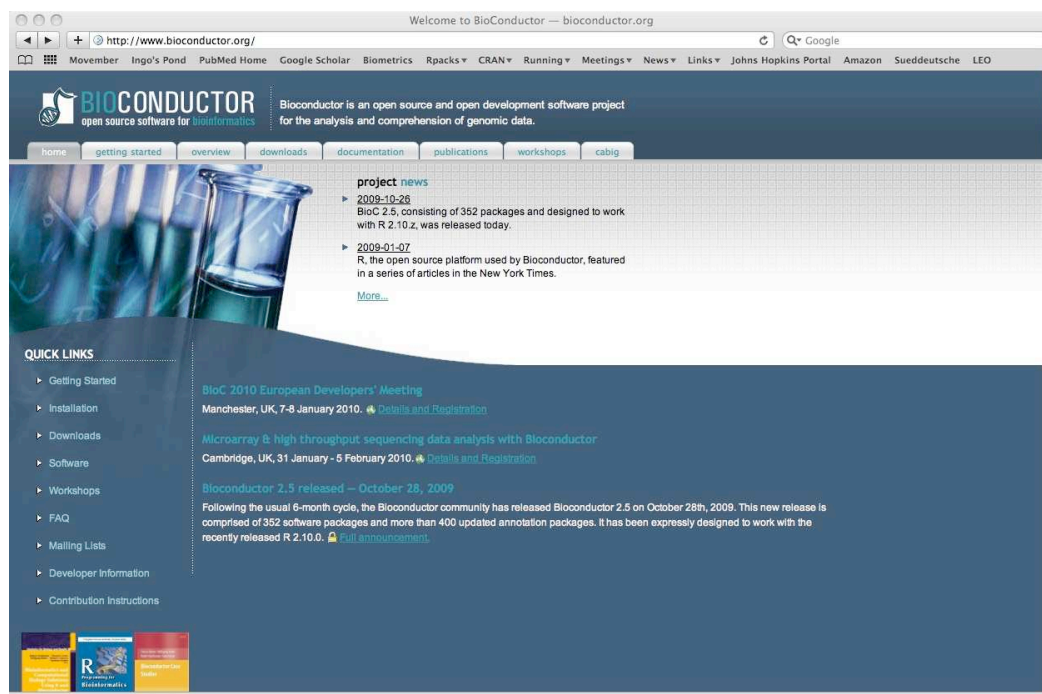 Welcome to BioConductor — bioconductor.org
http://www.bioconductor.org/
Google
Movember Ingo's Pond PubMed Home Google Scholar Biometrics Rpacks CRAN Running Meetings News Links Johns Hopkins Portal Amazon Sueddeutsche LEO
BIOCONDUCTOR
open source software for bioinformatics
Bioconductor is an open source and open development software project
for the analysis and comprehension of genomic data.
home getting started overview downloads documentation publications workshops cabig
project news
2009-10-26
BioC 2.5, consisting of 352 packages and designed to work
with R 2.10.z, was released today.
2009-01-07
R, the open source platform used by Bioconductor, featured
in a series of articles in the New York Times.
More...
QUICK LINKS
Getting Started
Installation
Downloads
Software
Workshops
FAQ
Mailing Lists
Developer Information
Contribution Instructions
BioC 2010 European Developers' Meeting
Manchester, UK, 7-8 January 2010. Details and Registration
Microarray & high throughput sequencing data analysis with Bioconductor
Cambridge, UK, 31 January - 5 February 2010. Details and Registration
Bioconductor 2.5 released — October 28, 2009
Following the usual 6-month cycle, the Bioconductor community has released Bioconductor 2.5 on October 28th, 2009. This new release is
comprised of 352 software packages and more than 400 updated annotation packages. It has been expressly designed to work with the
recently released R 2.10.0. Full announcement.
R
Programming for
Bioinformatics
Bioconductor Case
Studies